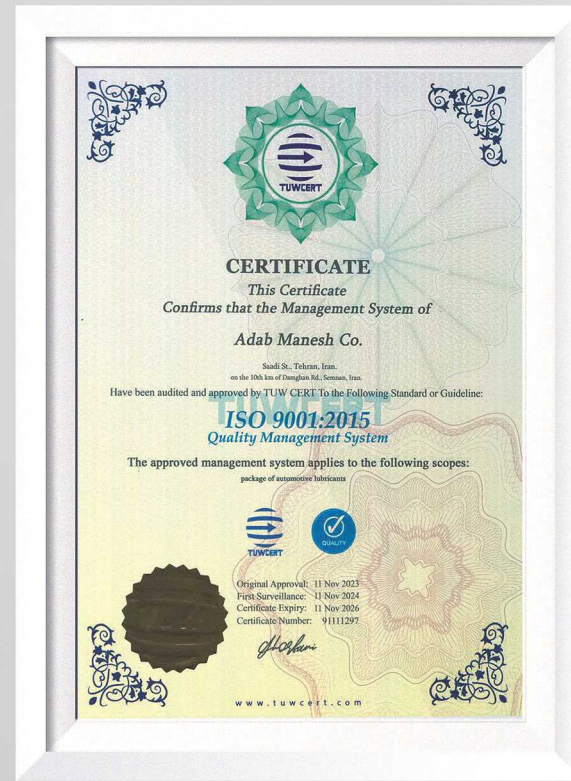 TUWCERT
CERTIFICATE
This Certificate
Confirms that the Management System of
Adab Manesh Co.
Saadi St., Tehran, Iran.
on the 10th km of Damghan Rd., Semnan, Iran.
Have been audited and approved by TUW CERT To the Following Standard or Guideline:
TUWCERT
ISO 9001:2015
Quality Management System
The approved management system applies to the following scopes:
package of automotive lubricants
TUWCERT
QUALITY
Original Approval: 11 Nov 2023
First Surveillance: 11 Nov 2024
Certificate Expiry: 11 Nov 2026
Certificate Number: 91111297
www.tuwcert.com